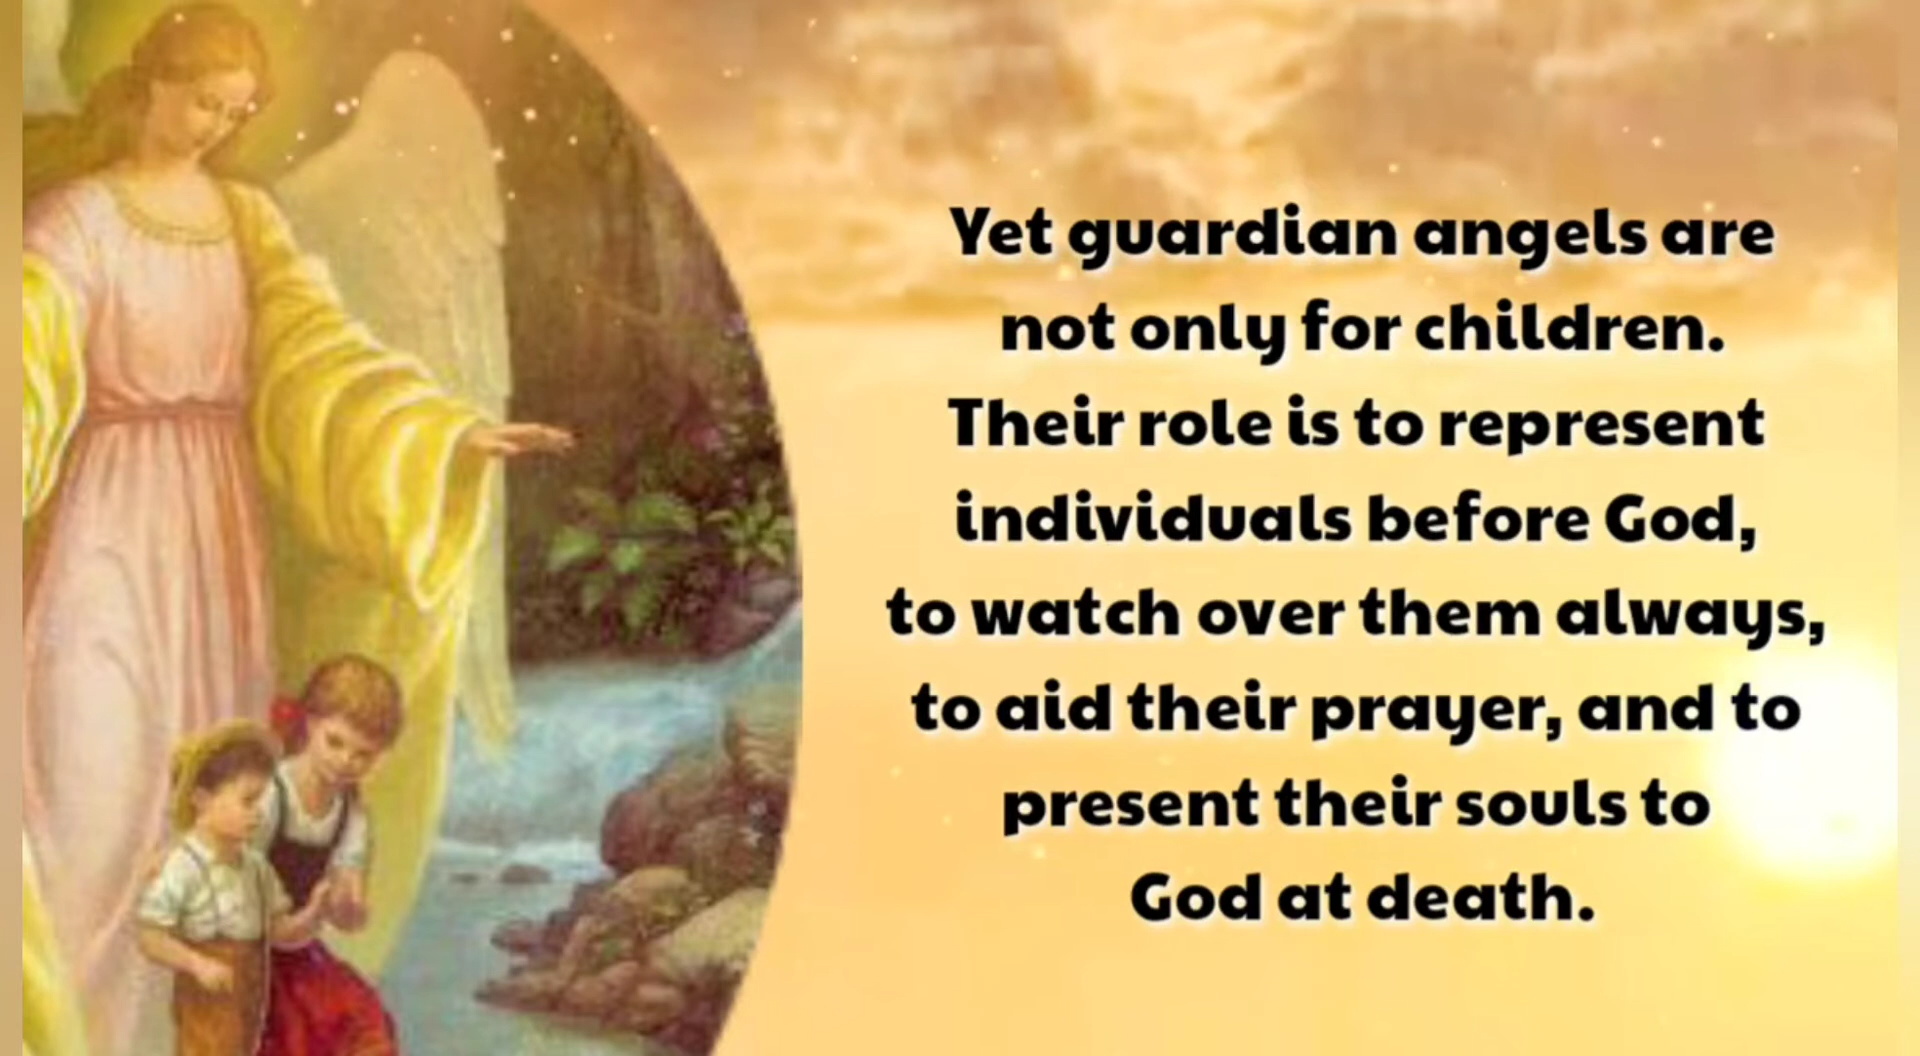 Yet guardian angels are
not only for children.
Their role is to represent
individuals before God,
to watch over them always,
to aid their prayer, and to
present their souls to
God at death.